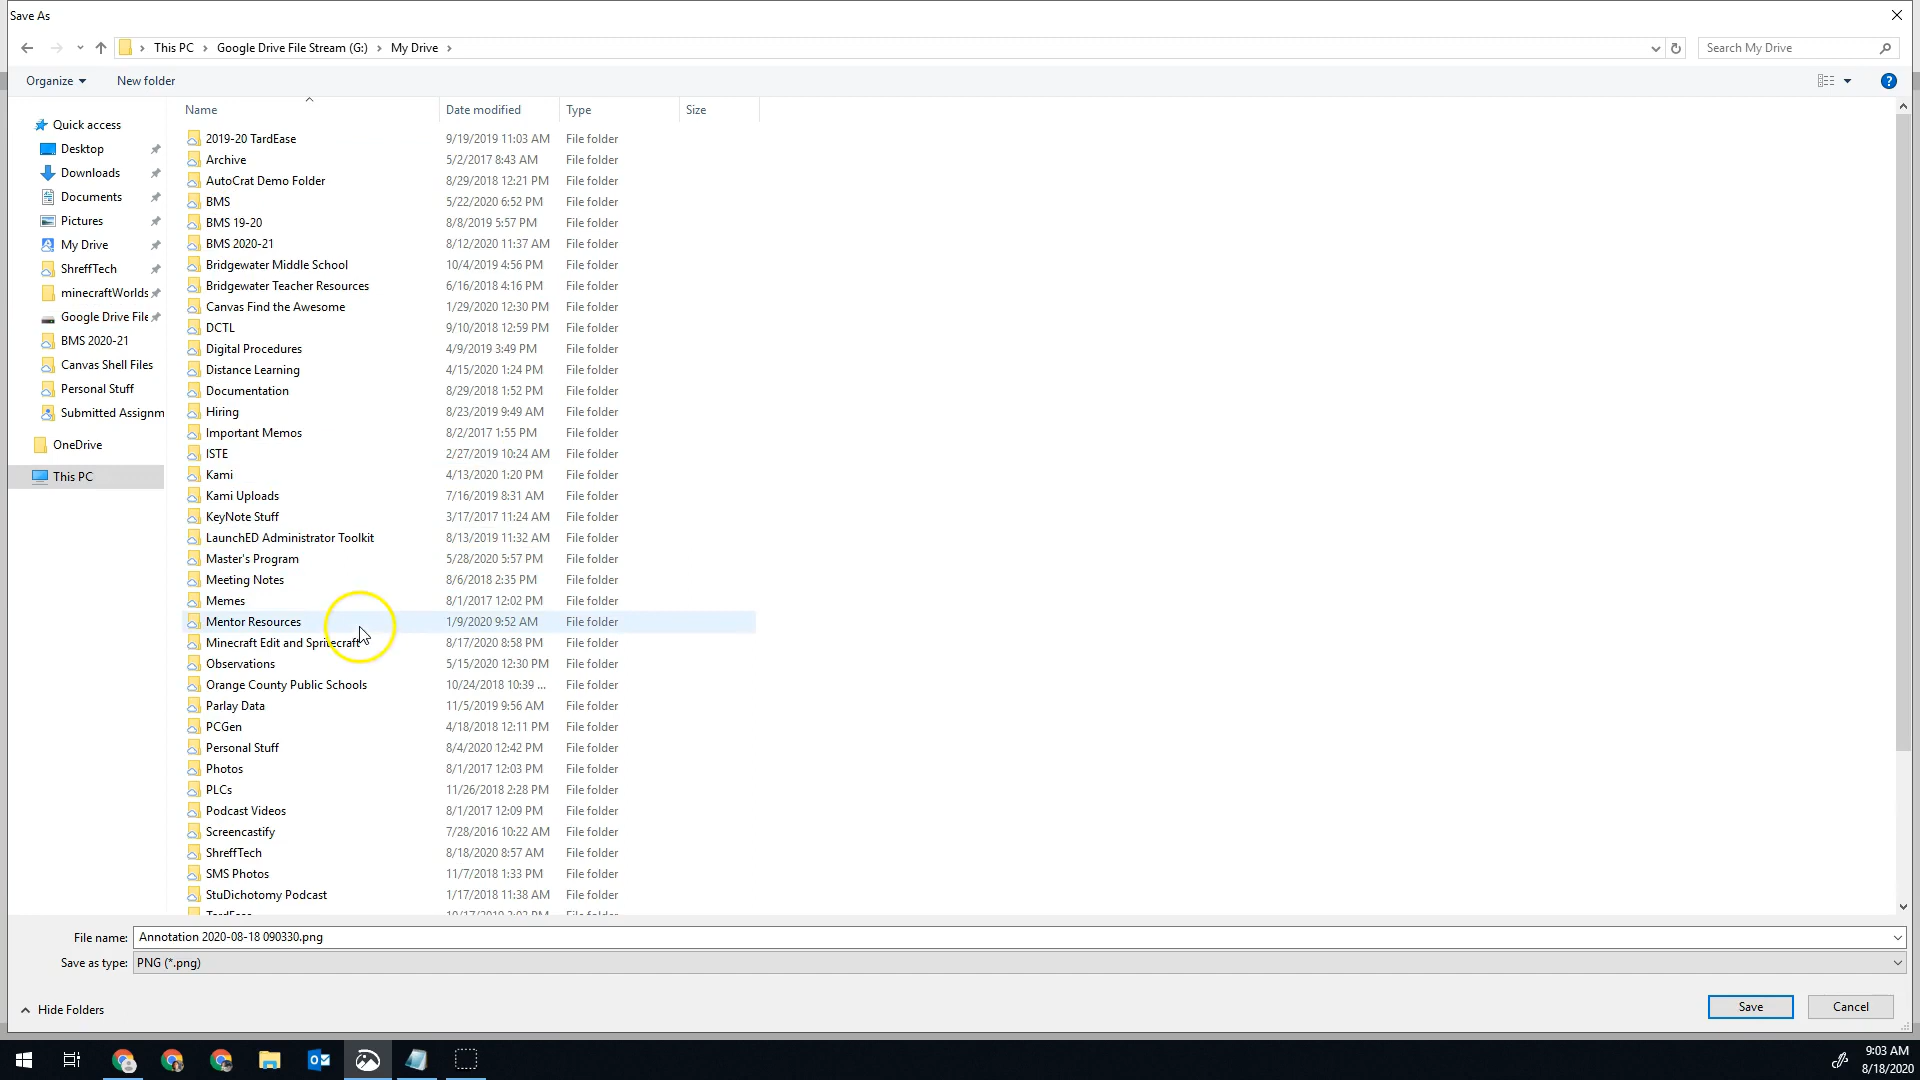 Save As
This PC > Google Drive File Stream (G:) > My Drive >
Search My Drive
Organize New folder
Name Date modified Type Size
Quick access
Desktop
Downloads
Documents
Pictures
My Drive
ShreffTech
minecraftWorlds
Google Drive File
BMS 2020-21
Canvas Shell Files
Personal Stuff
Submitted Assignm
OneDrive
This PC
2019-20 TardEase 9/19/2019 11:03 AM File folder
Archive 5/2/2017 8:43 AM File folder
AutoCrat Demo Folder 8/29/2018 12:21 PM File folder
BMS 5/22/2020 6:52 PM File folder
BMS 19-20 8/8/2019 5:57 PM File folder
BMS 2020-21 8/12/2020 11:37 AM File folder
Bridgewater Middle School 10/4/2019 4:56 PM File folder
Bridgewater Teacher Resources 6/16/2018 4:16 PM File folder
Canvas Find the Awesome 1/29/2020 12:30 PM File folder
DCTL 9/10/2018 12:59 PM File folder
Digital Procedures 4/9/2019 3:49 PM File folder
Distance Learning 4/15/2020 1:24 PM File folder
Documentation 8/29/2018 1:52 PM File folder
Hiring 8/23/2019 9:49 AM File folder
Important Memos 8/2/2017 1:55 PM File folder
ISTE 2/27/2019 10:24 AM File folder
Kami 4/13/2020 1:20 PM File folder
Kami Uploads 7/16/2019 8:31 AM File folder
KeyNote Stuff 3/17/2017 11:24 AM File folder
LaunchED Administrator Toolkit 8/13/2019 11:32 AM File folder
Master's Program 5/28/2020 5:57 PM File folder
Meeting Notes 8/6/2018 2:35 PM File folder
Memes 8/1/2017 12:02 PM File folder
Mentor Resources 1/9/2020 9:52 AM File folder
Minecraft Edit and Spritecraft 8/17/2020 8:58 PM File folder
Observations 5/15/2020 12:30 PM File folder
Orange County Public Schools 10/24/2018 10:39 ... File folder
Parlay Data 11/5/2019 9:56 AM File folder
PCGen 4/18/2018 12:11 PM File folder
Personal Stuff 8/4/2020 12:42 PM File folder
Photos 8/1/2017 12:03 PM File folder
PLCs 11/26/2018 2:28 PM File folder
Podcast Videos 8/1/2017 12:09 PM File folder
Screencastify 7/28/2016 10:22 AM File folder
ShreffTech 8/18/2020 8:57 AM File folder
SMS Photos 11/7/2018 1:33 PM File folder
StuDichotomy Podcast 1/17/2018 11:38 AM File folder
File name: Annotation 2020-08-18 090330.png
Save as type: PNG (*.png)
Hide Folders
Save Cancel
9:03 AM
8/18/2020